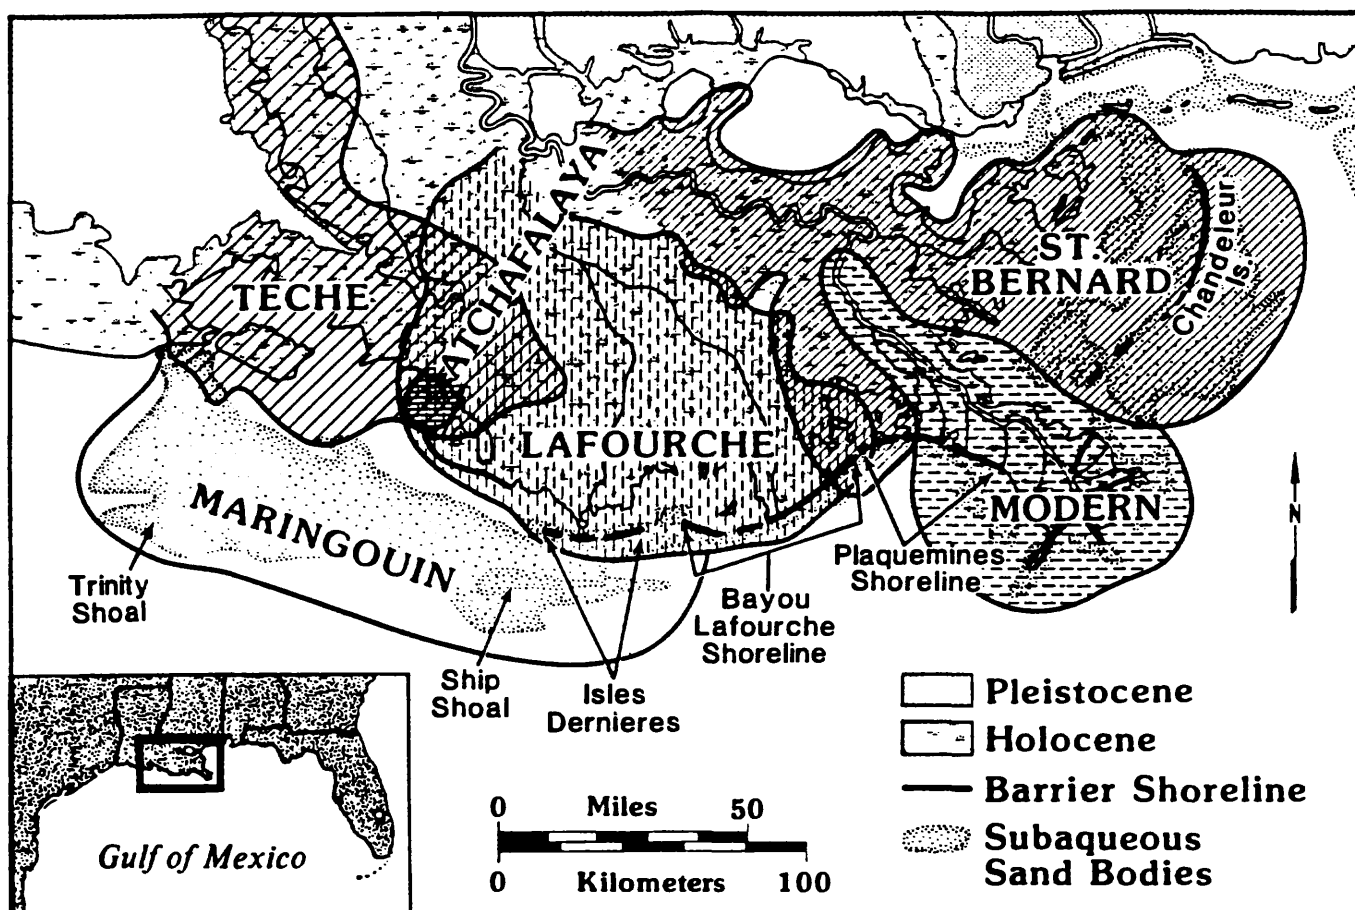 ATCHAFALAYA
TECHE
ST.
BERNARD
Chandeleur
Is.
LAFOURCHE
MARINGOUIN
MODERN
N
Trinity
Shoal
Ship
Shoal
Isles
Dernieres
Bayou
Lafourche
Shoreline
Plaquemines
Shoreline
Gulf of Mexico
0 Miles 50
0 Kilometers 100
Pleistocene
Holocene
Barrier Shoreline
Subaqueous
Sand Bodies